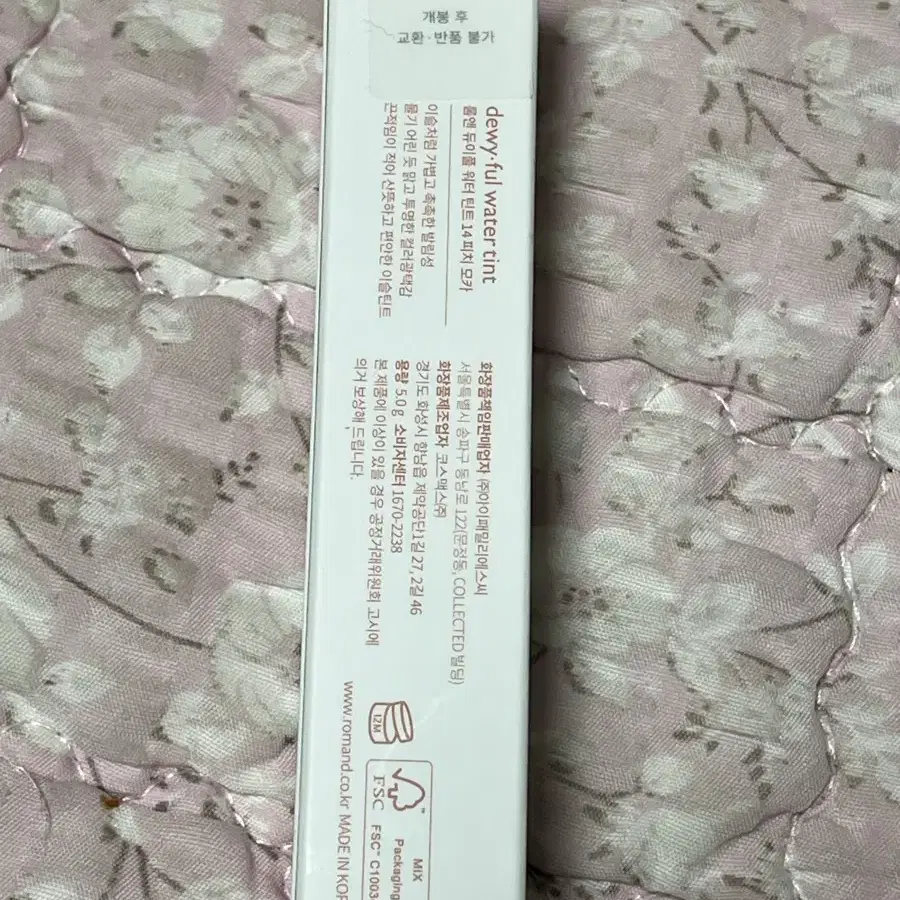 개봉 후
교환·반품 불가
dewy·ful water tint
롬앤 듀이풀 워터 틴트 14 피치 모카
이슬처럼 가볍고 촉촉한 발림성
물기 어린 듯 맑고 투명한 컬러광택감
끈적임이 적어 산뜻하고 편안한 이슬틴트
화장품책임판매업자 ㈜아이패밀리에스씨
서울특별시 송파구 동남로 122(문정동, COLLECTED 빌딩)
화장품제조업자 코스맥스㈜
경기도 화성시 향남읍 제약공단1길 27, 2길 46
용량 5.0 g 소비자센터 1670-2238
본 제품에 이상이 있을 경우 공정거래위원회 고시에
의거 보상해 드립니다.
12M
www.romand.co.kr MADE IN KOR
FSC™
MIX
Packaging
FSC™ C1003